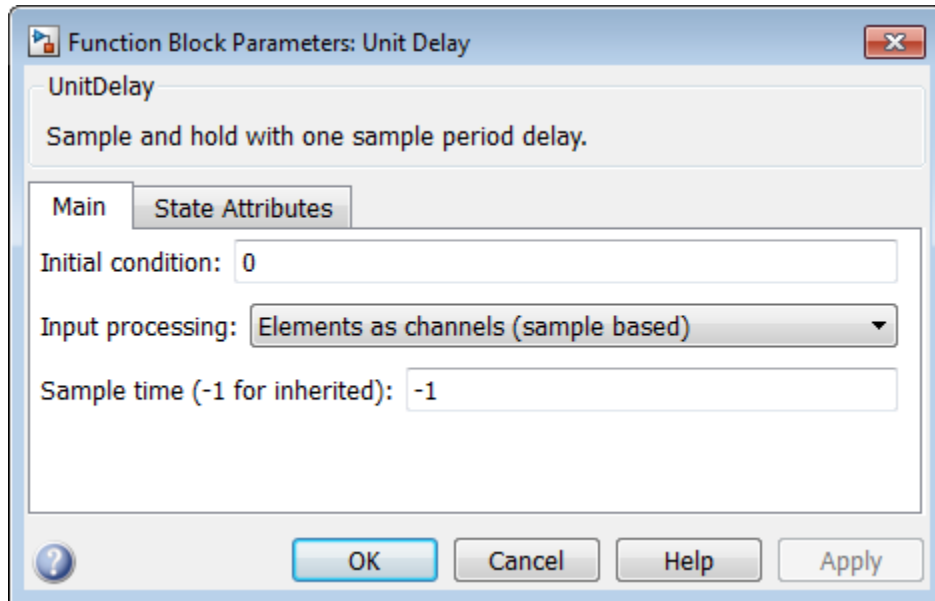 Function Block Parameters: Unit Delay
UnitDelay
Sample and hold with one sample period delay.
Main State Attributes
Initial condition: 0
Input processing: Elements as channels (sample based)
Sample time (-1 for inherited): -1
? OK Cancel Help Apply